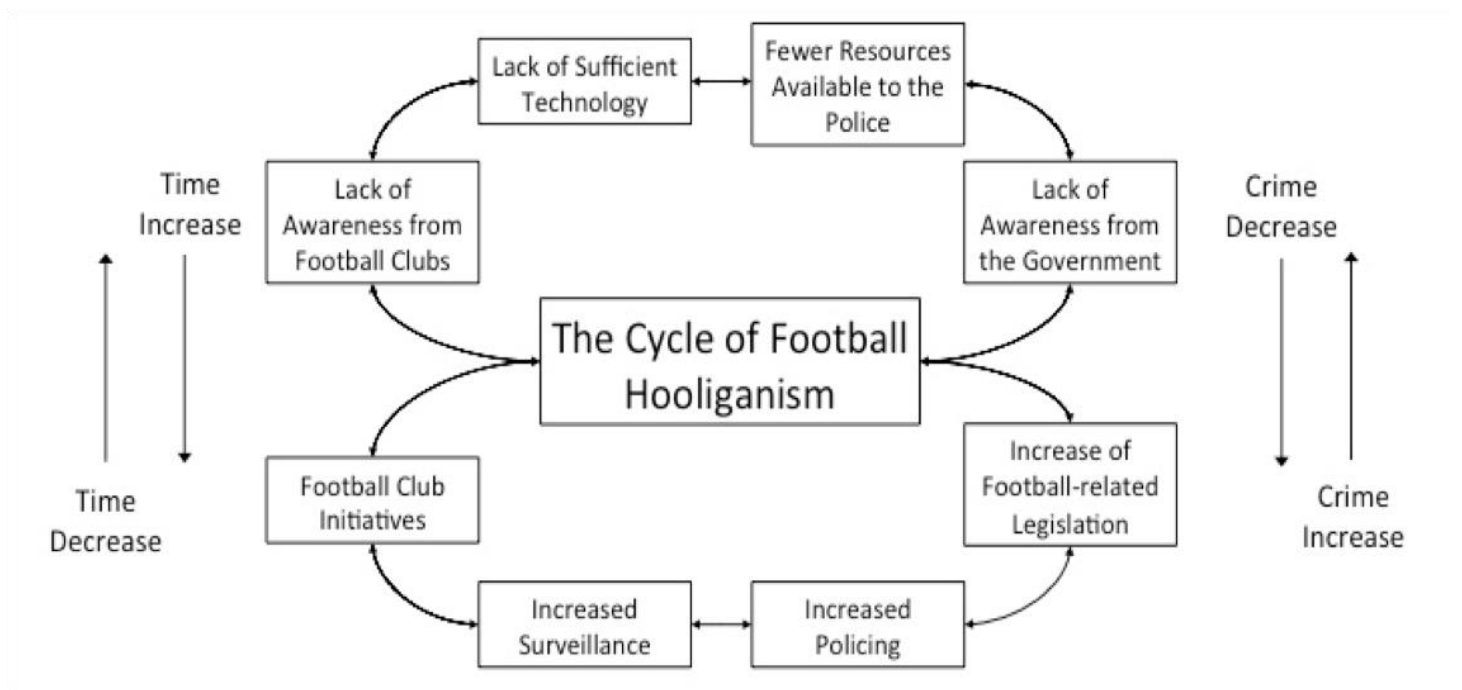 Lack of Sufficient
Technology
Fewer Resources
Available to the
Police
Time
Increase
Lack of
Awareness from
Football Clubs
Lack of
Awareness from
the Government
Crime
Decrease
The Cycle of Football
Hooliganism
Time
Decrease
Football Club
Initiatives
Increase of
Football-related
Legislation
Crime
Increase
Increased
Surveillance
Increased
Policing